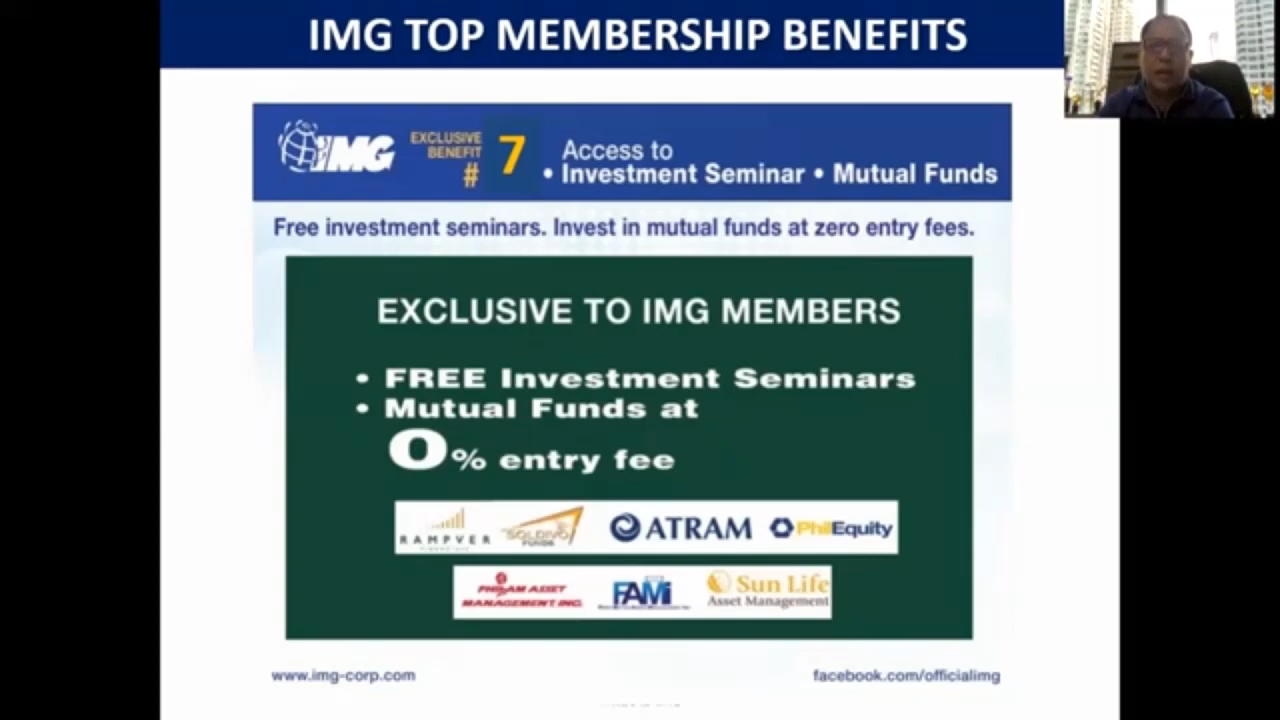 IMG TOP MEMBERSHIP BENEFITS
IMG
EXCLUSIVE
BENEFIT
# 7
Access to
• Investment Seminar • Mutual Funds
Free investment seminars. Invest in mutual funds at zero entry fees.
EXCLUSIVE TO IMG MEMBERS
• FREE Investment Seminars
• Mutual Funds at
0% entry fee
RAMPVER
SOLDIVO
FUNDS
ATRAM
PhilEquity
PHILAM ASSET
MANAGEMENT INC.
FAMI
Sun Life
Asset Management
www.img-corp.com
facebook.com/officialimg